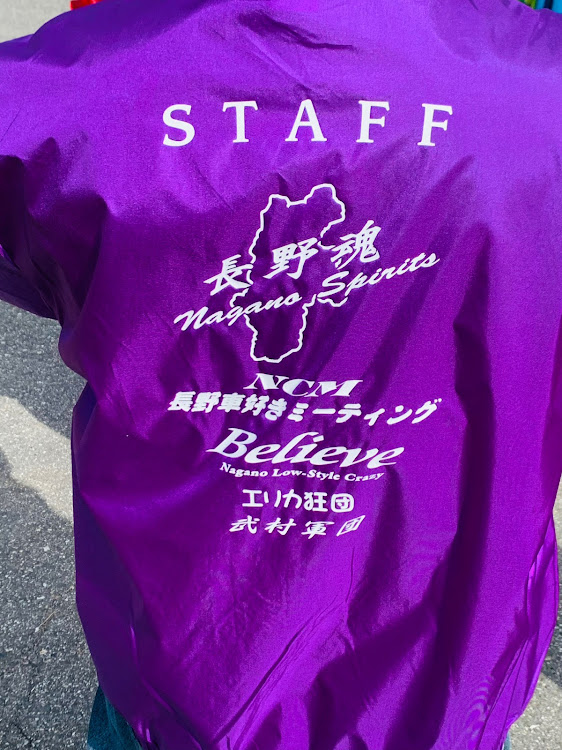 STAFF
長野魂
Nagano Spirits
NCM
長野車好きミーティング
Believe
Nagano Low-Style Crazy
エリカ狂団
武村軍団